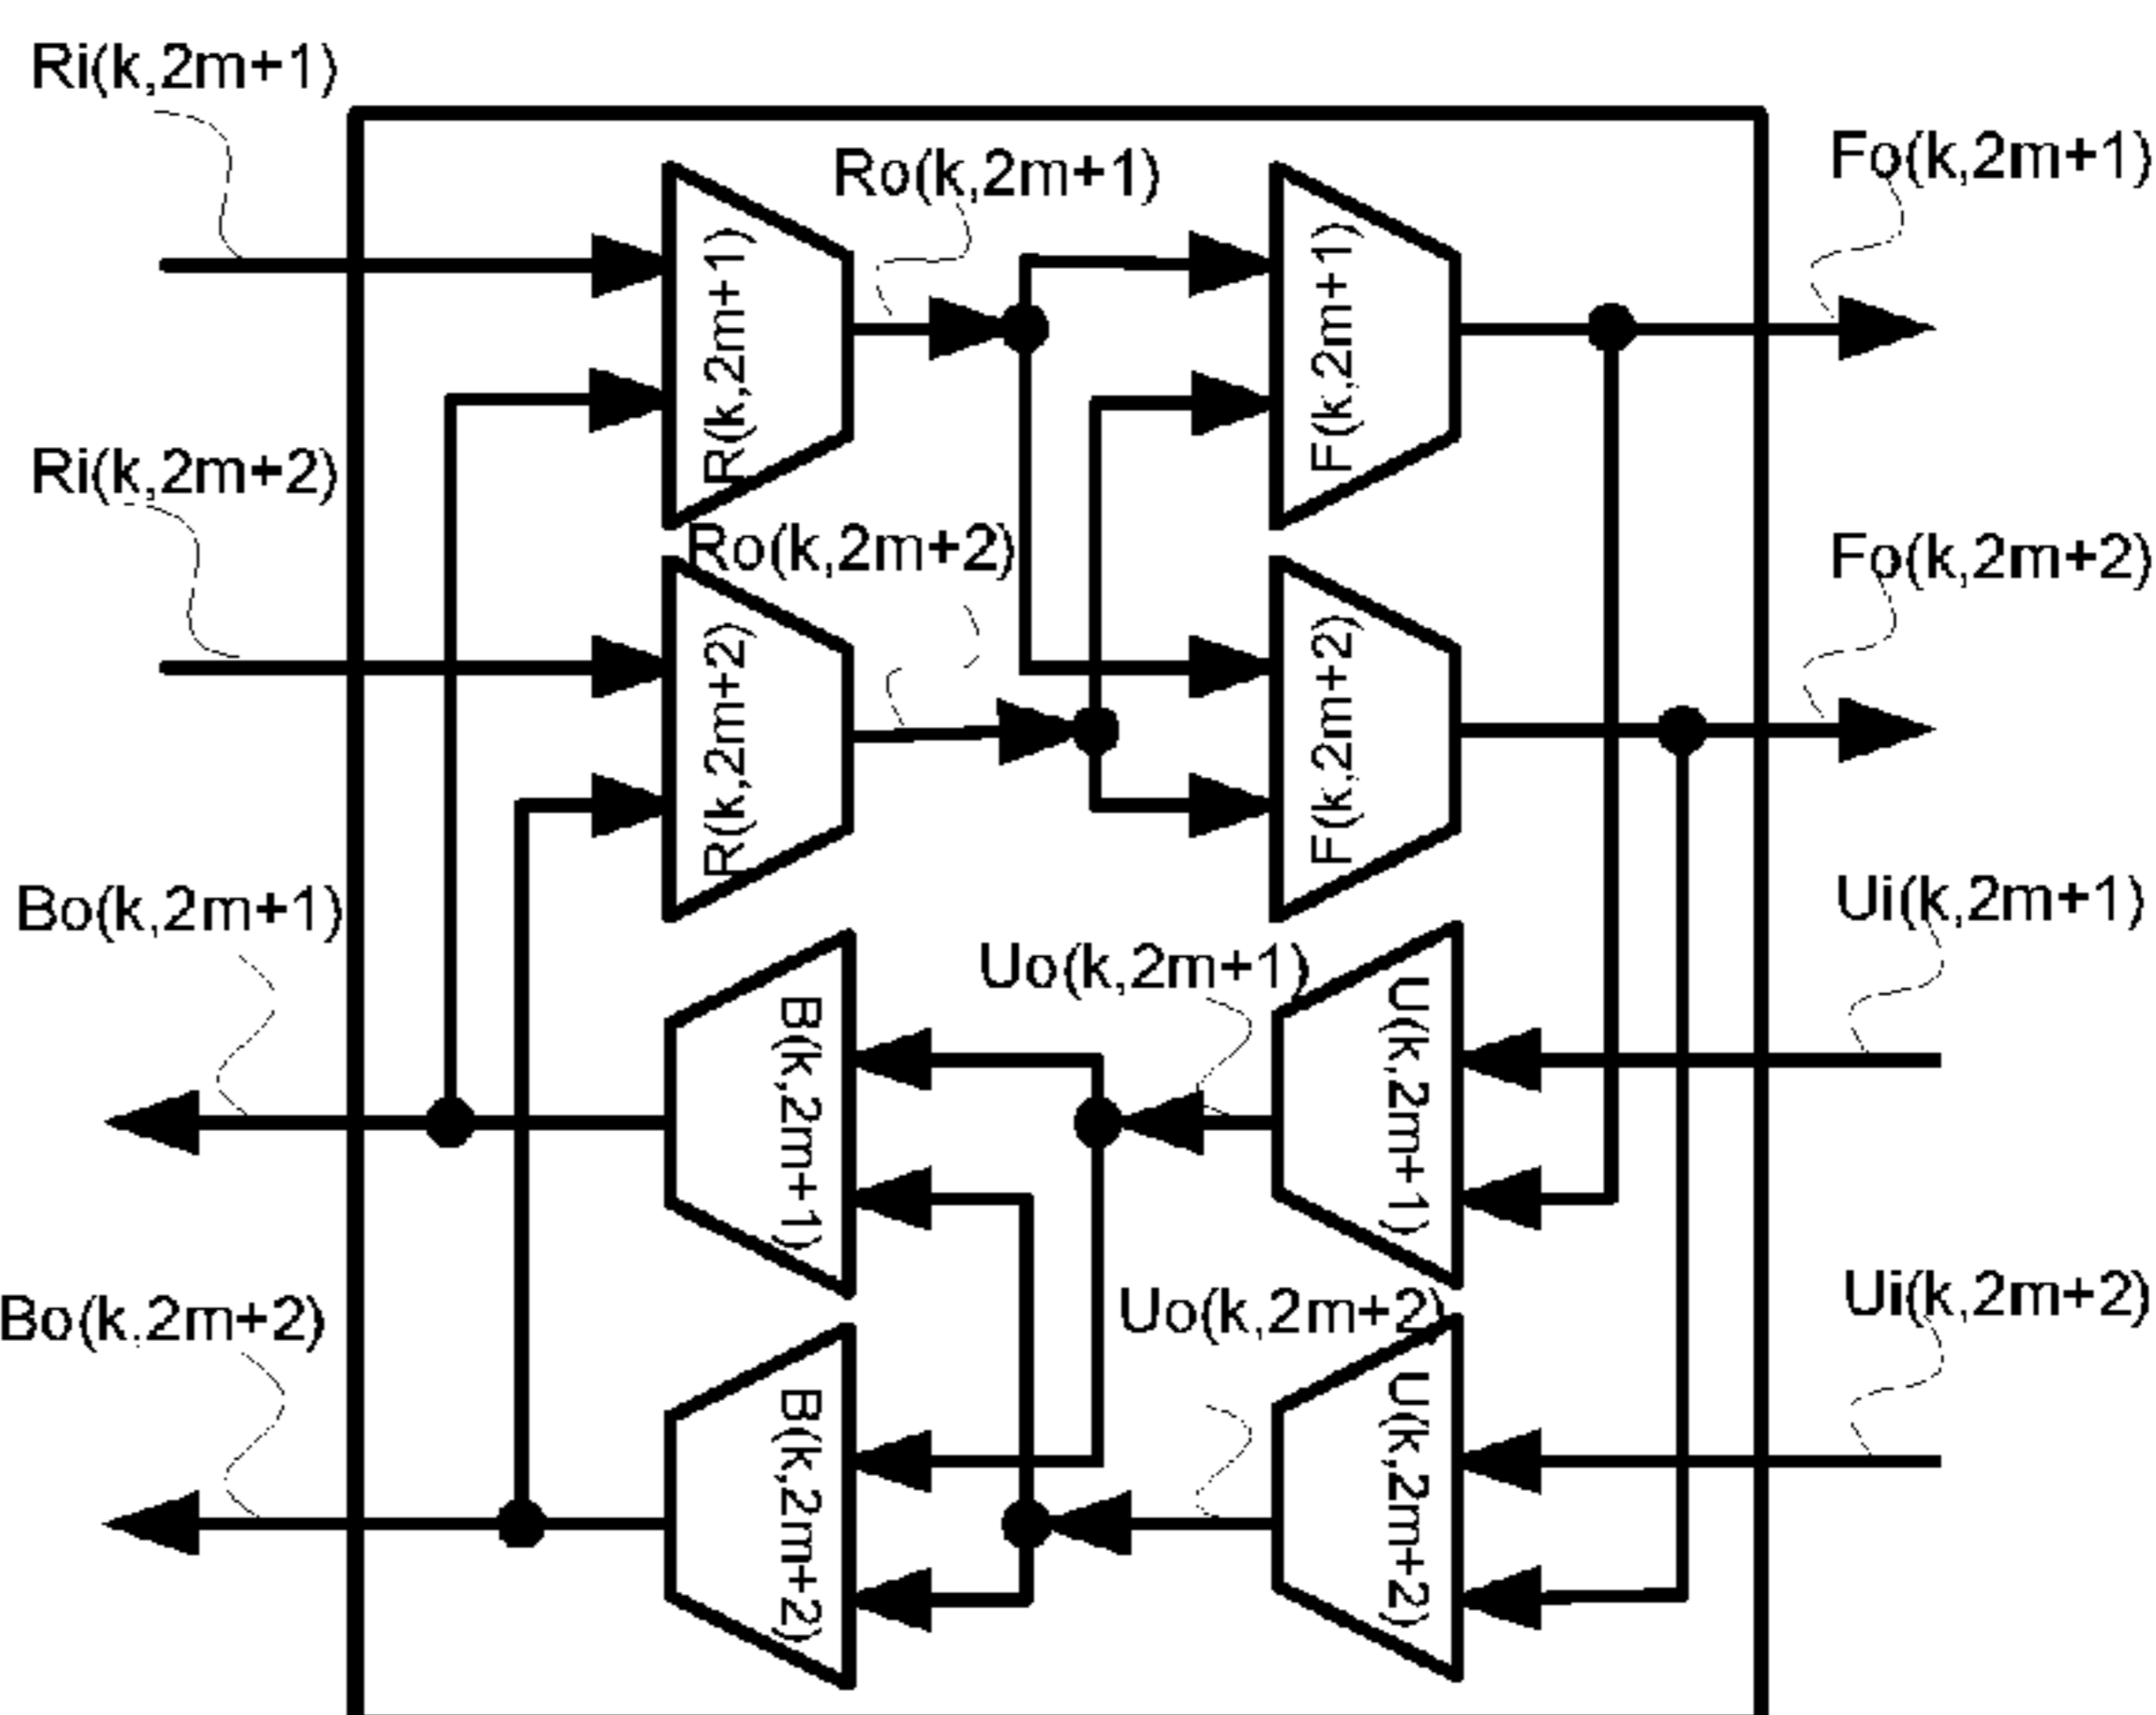 Ri(k,2m+1)
Ro(k,2m+1)
Fo(k,2m+1)
R(k,2m+1)
F(k,2m+1)
Ri(k,2m+2)
Ro(k,2m+2)
Fo(k,2m+2)
R(k,2m+2)
F(k,2m+2)
Bo(k,2m+1)
Uo(k,2m+1)
Ui(k,2m+1)
B(k,2m+1)
U(k,2m+1)
Bo(k.2m+2)
Uo(k,2m+2)
Ui(k,2m+2)
B(k,2m+2)
U(k,2m+2)